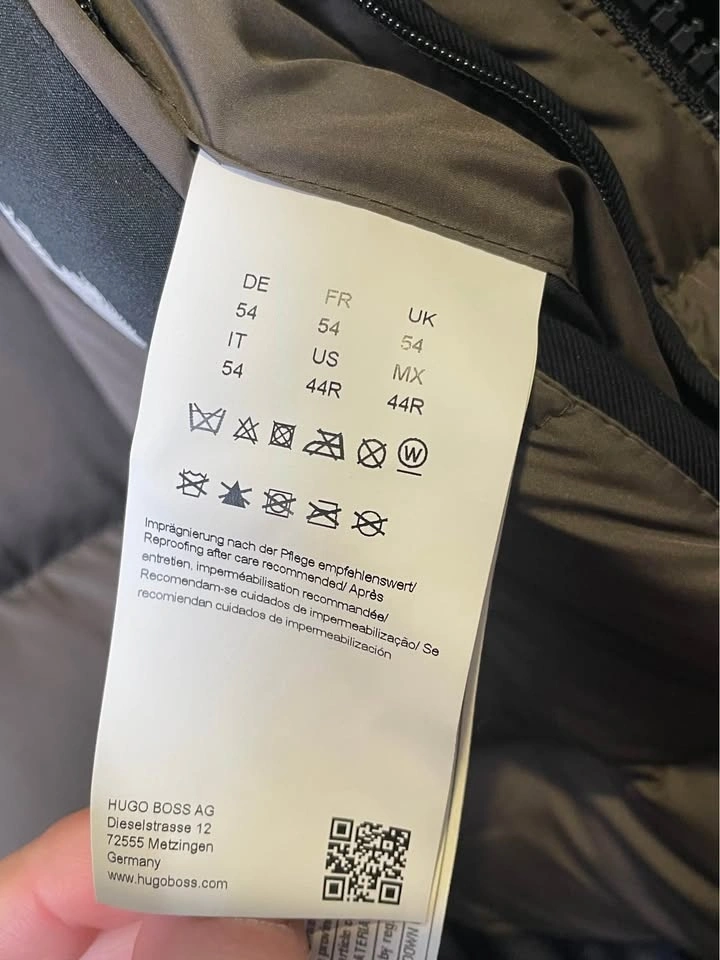 DE FR UK
54 54 54
IT US MX
54 44R 44R
W
Imprägnierung nach der Pflege empfehlenswert/
Reproofing after care recommended/ Après
entretien, imperméabilisation recommandée/
Recomendam-se cuidados de impermeabilização/ Se
recomiendan cuidados de impermeabilización
HUGO BOSS AG
Dieselstrasse 12
72555 Metzingen
Germany
www.hugoboss.com